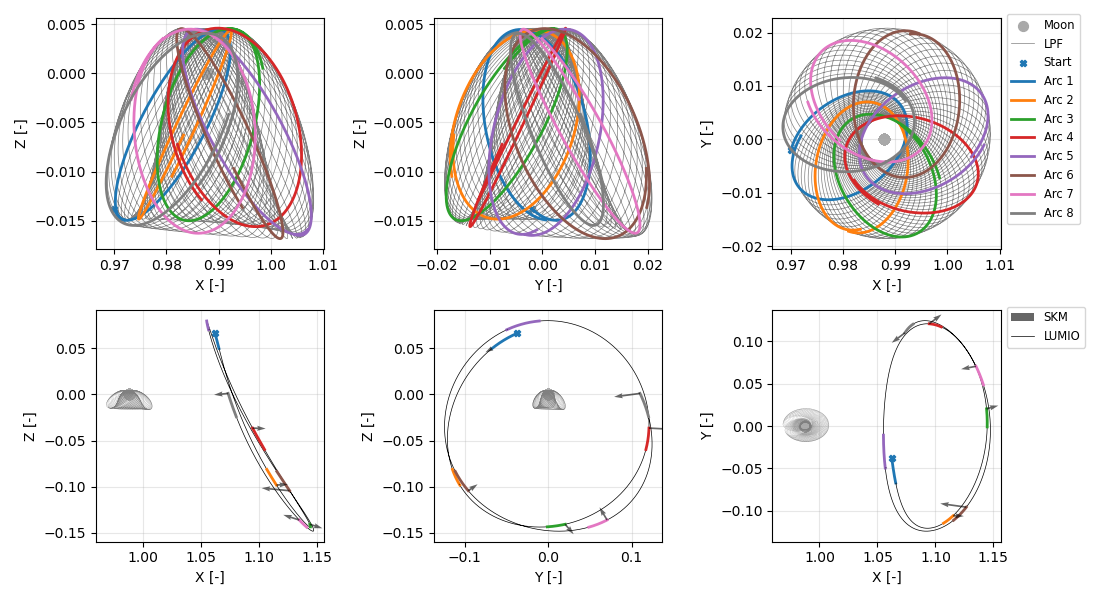 0.005
0.000
−0.005
−0.010
−0.015
Z [-]
0.97 0.98 0.99 1.00 1.01
X [-]
0.005
0.000
−0.005
−0.010
−0.015
Z [-]
−0.02 −0.01 0.00 0.01 0.02
Y [-]
0.02
0.01
0.00
−0.01
−0.02
Y [-]
0.97 0.98 0.99 1.00 1.01
X [-]
Moon
LPF
Start
Arc 1
Arc 2
Arc 3
Arc 4
Arc 5
Arc 6
Arc 7
Arc 8
0.05
0.00
−0.05
−0.10
−0.15
Z [-]
1.00 1.05 1.10 1.15
X [-]
0.05
0.00
−0.05
−0.10
−0.15
Z [-]
−0.1 0.0 0.1
Y [-]
0.10
0.05
0.00
−0.05
−0.10
Y [-]
1.00 1.05 1.10 1.15
X [-]
SKM
LUMIO